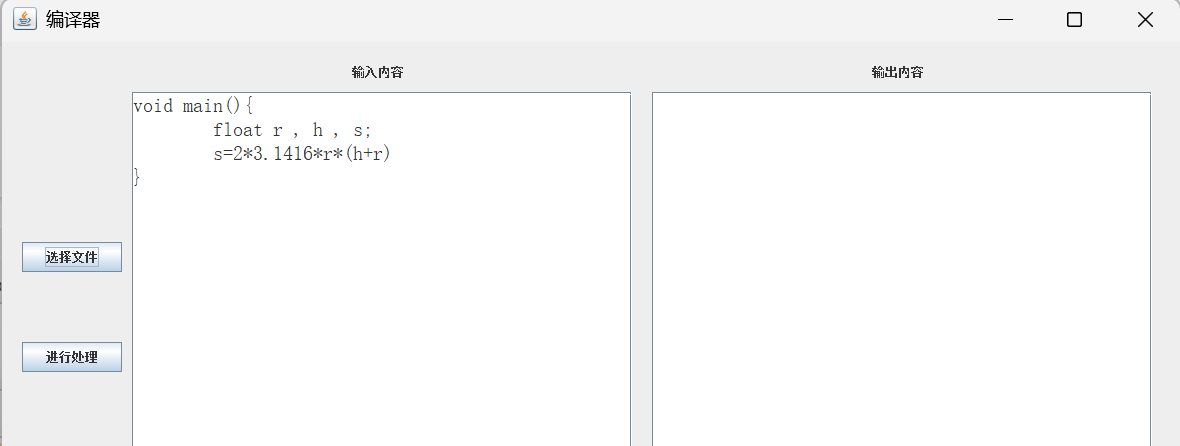 编译器
输入内容
输出内容
void main(){
float r , h , s;
s=2*3.1416*r*(h+r)
}
选择文件
进行处理